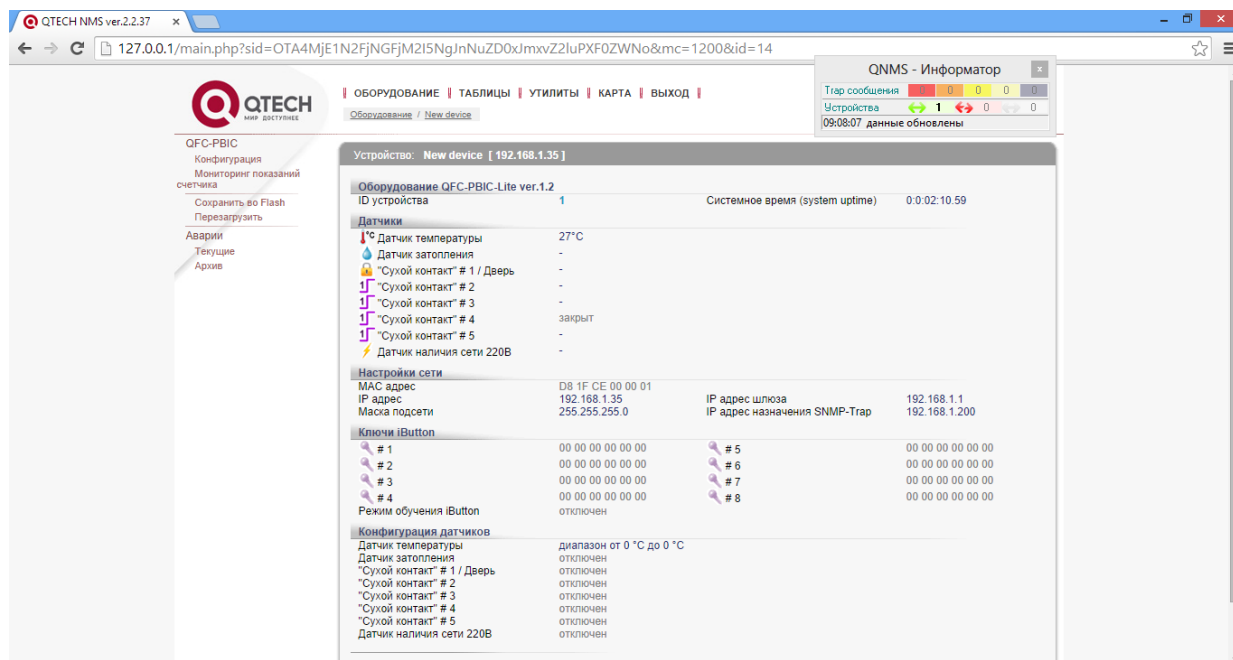 QTECH NMS ver.2.2.37
127.0.0.1/main.php?sid=OTA4MjE1N2FjNGFjM2I5NgJnNuZD0xJmxvZ2luPXF0ZWNo&mc=1200&id=14
QNMS - Информатор
Trap сообщения 0 0 0 0 0
Устройства 1 0 0
09:08:07 данные обновлены
QTECH
МИР ДОСТУПНЕЕ
ОБОРУДОВАНИЕ ТАБЛИЦЫ УТИЛИТЫ КАРТА ВЫХОД
Оборудование / New device
QFC-PBIC
Конфигурация
Мониторинг показаний
счетчика
Сохранить во Flash
Перезагрузить
Аварии
Текущие
Архив
Устройство: New device [ 192.168.1.35 ]
Оборудование QFC-PBIC-Lite ver.1.2
ID устройства 1 Системное время (system uptime) 0:0:02:10.59
Датчики
°C Датчик температуры 27°C
Датчик затопления -
"Сухой контакт" # 1 / Дверь -
1 "Сухой контакт" # 2 -
1 "Сухой контакт" # 3 -
1 "Сухой контакт" # 4 закрыт
1 "Сухой контакт" # 5 -
Датчик наличия сети 220В -
Настройки сети
MAC адрес D8 1F CE 00 00 01
IP адрес 192.168.1.35 IP адрес шлюза 192.168.1.1
Маска подсети 255.255.255.0 IP адрес назначения SNMP-Trap 192.168.1.200
Ключи iButton
# 1 00 00 00 00 00 00 # 5 00 00 00 00 00 00
# 2 00 00 00 00 00 00 # 6 00 00 00 00 00 00
# 3 00 00 00 00 00 00 # 7 00 00 00 00 00 00
# 4 00 00 00 00 00 00 # 8 00 00 00 00 00 00
Режим обучения iButton отключен
Конфигурация датчиков
Датчик температуры диапазон от 0 °C до 0 °C
Датчик затопления отключен
"Сухой контакт" # 1 / Дверь отключен
"Сухой контакт" # 2 отключен
"Сухой контакт" # 3 отключен
"Сухой контакт" # 4 отключен
"Сухой контакт" # 5 отключен
Датчик наличия сети 220В отключен